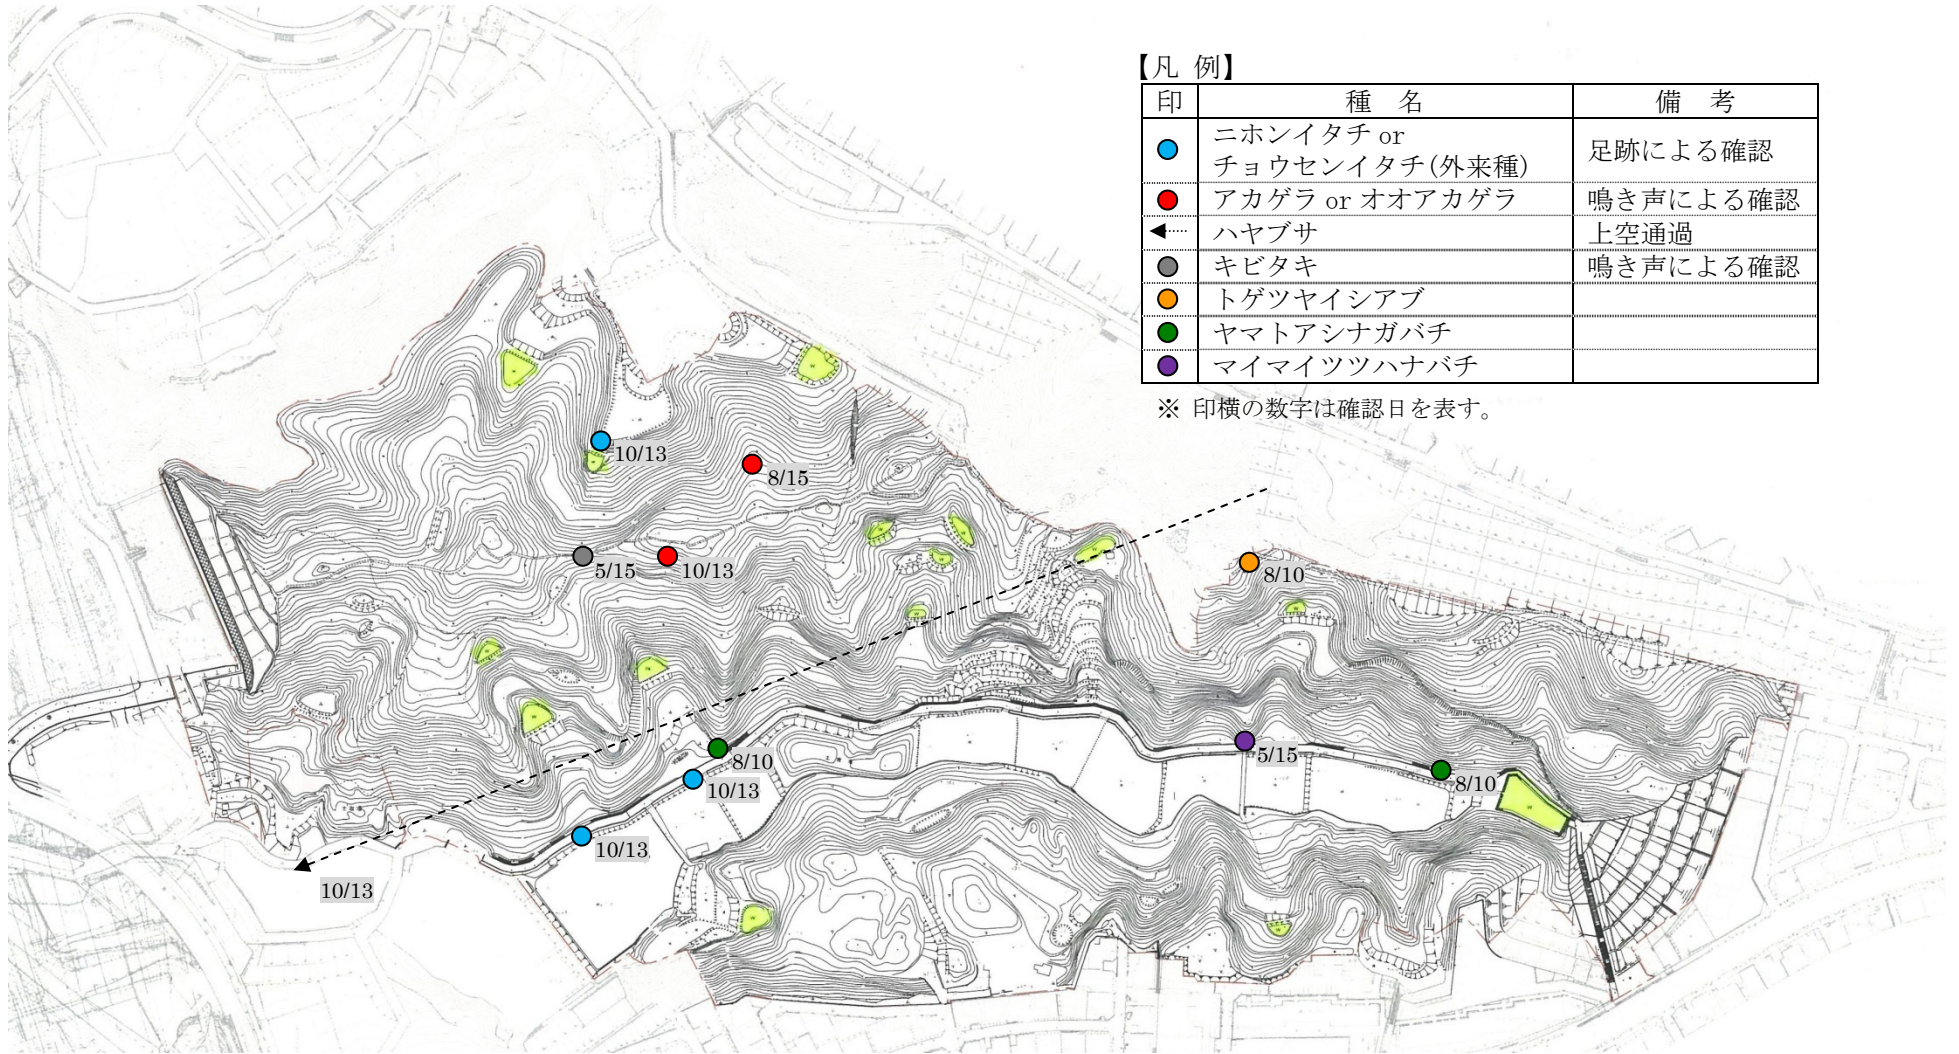 【凡 例】
印 種 名 備 考
ニホンイタチ or
チョウセンイタチ(外来種) 足跡による確認
アカゲラ or オオアカゲラ 鳴き声による確認
ハヤブサ 上空通過
キビタキ 鳴き声による確認
トゲツヤイシアブ
ヤマトアシナガバチ
マイマイツツハナバチ
※ 印横の数字は確認日を表す。
10/13
8/15
5/15
10/13
8/10
8/10
10/13
5/15
8/10
10/13
10/13